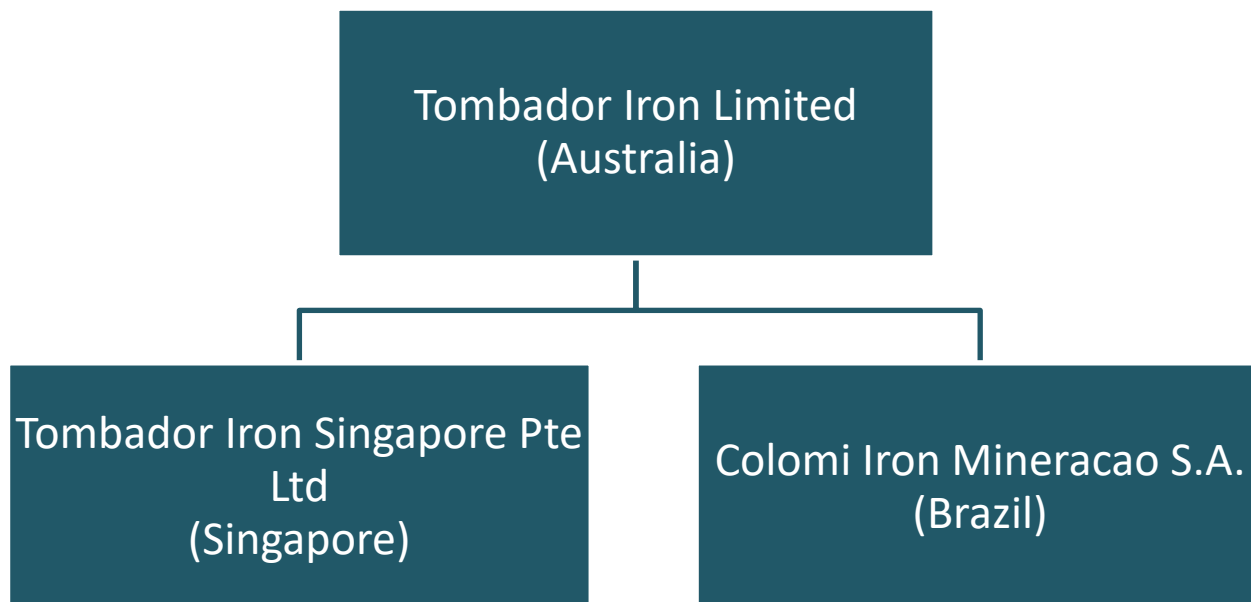 Tombador Iron Limited
(Australia)
Tombador Iron Singapore Pte
Ltd
(Singapore)
Colomi Iron Mineracao S.A.
(Brazil)